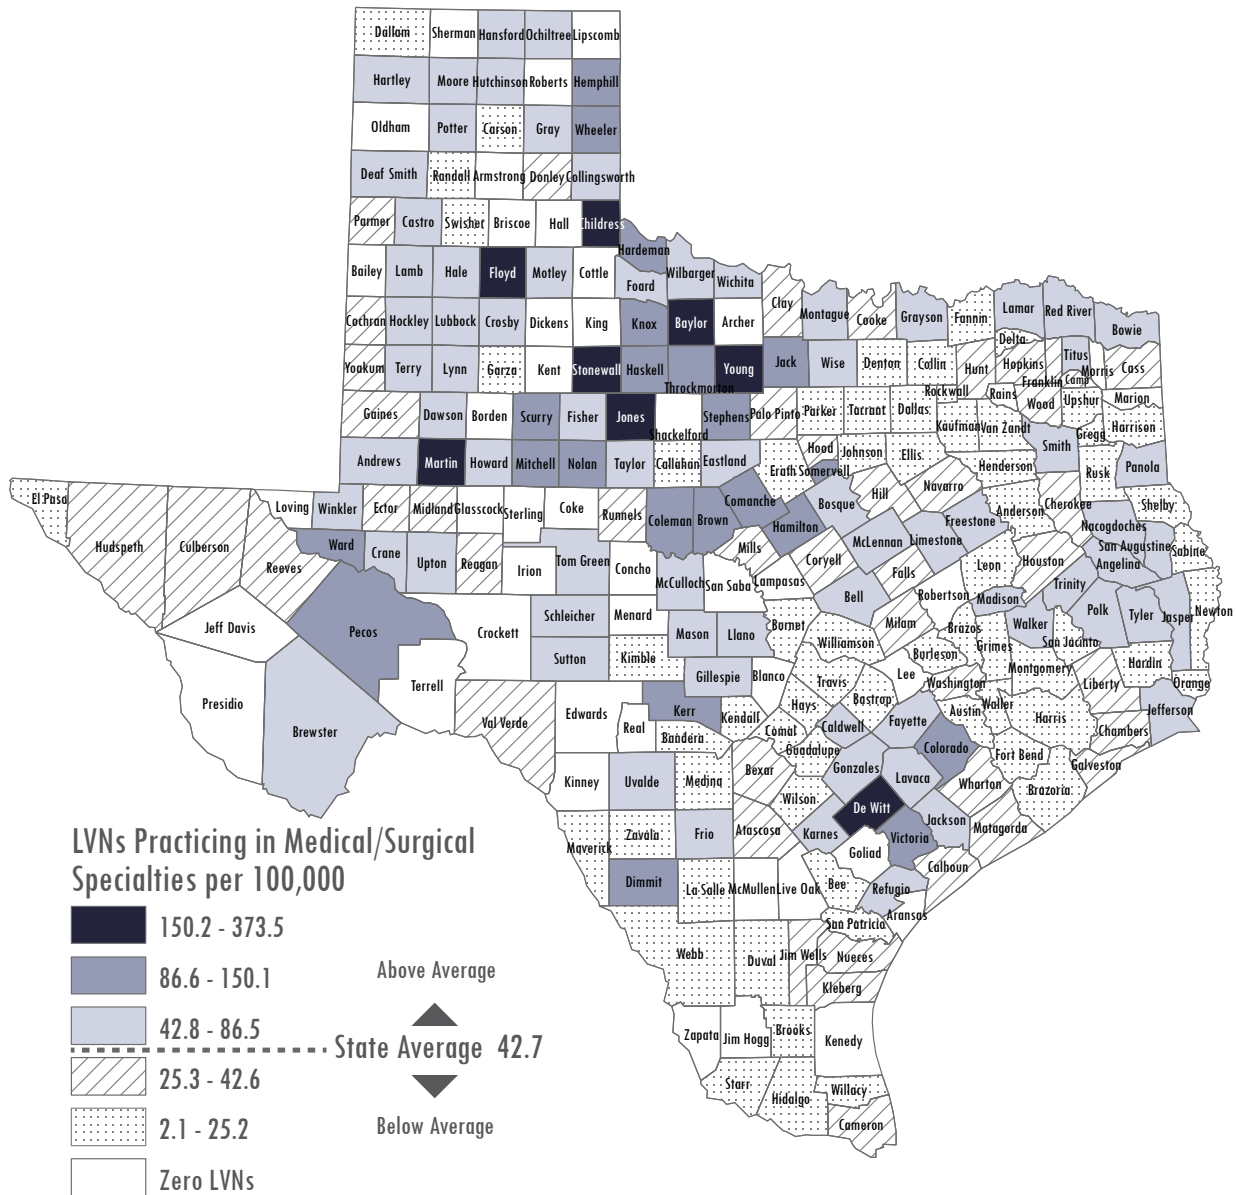 Dallam Sherman Hansford Ochiltree Lipscomb
Hartley Moore Hutchinson Roberts Hemphill
Oldham Potter Carson Gray Wheeler
Deaf Smith Randall Armstrong Donley Collingsworth
Parmer Castro Swisher Briscoe Hall Childress
Hardeman
Bailey Lamb Hale Floyd Motley Cottle Foard Wilbarger Wichita
Clay Montague Cooke Grayson Fannin Lamar Red River Bowie
Cochran Hockley Lubbock Crosby Dickens King Knox Baylor Archer
Delta Titus Morris Cass
Yoakum Terry Lynn Garza Kent Stonewall Haskell Throckmorton Young Jack Wise Denton Collin Hunt Hopkins Franklin Camp
Rockwall Rains Wood Upshur Marion
Gaines Dawson Borden Scurry Fisher Jones Shackelford Stephens Palo Pinto Parker Tarrant Dallas Kaufman Van Zandt Gregg Harrison
Andrews Martin Howard Mitchell Nolan Taylor Callahan Eastland Erath Hood Somervell Johnson Ellis Henderson Smith Rusk Panola
El Paso Hudspeth Culberson Reeves Loving Winkler Ector Midland Glasscock Sterling Coke Runnels Coleman Brown Comanche Hamilton Bosque Hill Navarro Anderson Cherokee Shelby
Ward Crane Upton Reagan Irion Tom Green Concho McCulloch San Saba Mills Lampasas Coryell McLennan Limestone Freestone Leon Houston Nacogdoches San Augustine Sabine Angelina
Jeff Davis Pecos Crockett Schleicher Menard Mason Llano Burnet Bell Falls Robertson Madison Trinity Walker Polk Tyler Jasper Newton
Presidio Brewster Terrell Sutton Kimble Gillespie Blanco Williamson Milam Brazos Burleson Grimes San Jacinto Montgomery Hardin Liberty Orange
Val Verde Edwards Real Kerr Bandera Kendall Comal Hays Travis Bastrop Lee Washington Austin Waller Harris Chambers Jefferson
Kinney Uvalde Medina Bexar Guadalupe Caldwell Fayette Colorado Fort Bend Galveston
Gonzales Lavaca Wharton Brazoria
Maverick Zavala Frio Atascosa Wilson Karnes De Witt Jackson Matagorda
Dimmit La Salle McMullen Live Oak Bee Goliad Victoria Calhoun
Refugio Aransas San Patricio
Webb Duval Jim Wells Nueces
Kleberg
Zapata Jim Hogg Brooks Kenedy
Starr Hidalgo Willacy
Cameron
LVNs Practicing in Medical/Surgical
Specialties per 100,000
150.2 - 373.5
86.6 - 150.1
Above Average
42.8 - 86.5
State Average 42.7
25.3 - 42.6
2.1 - 25.2
Below Average
Zero LVNs